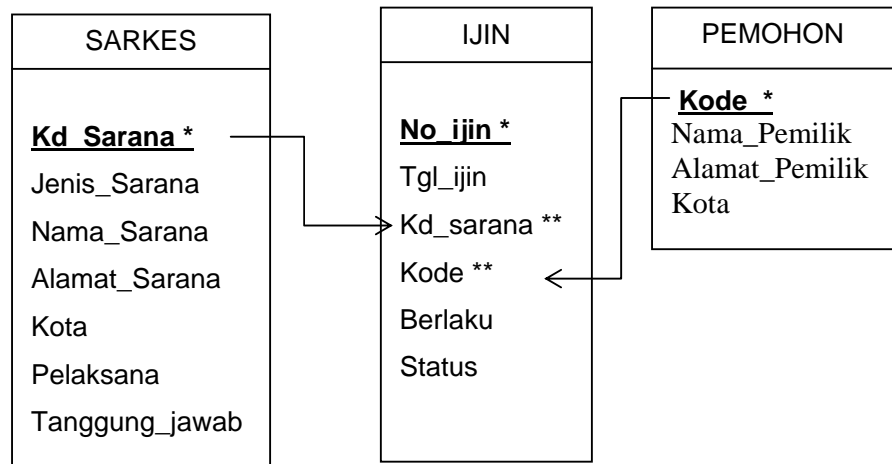 SARKES
Kd_Sarana *
Jenis_Sarana
Nama_Sarana
Alamat_Sarana
Kota
Pelaksana
Tanggung_jawab
IJIN
No_ijin *
Tgl_ijin
Kd_sarana **
Kode **
Berlaku
Status
PEMOHON
Kode *
Nama_Pemilik
Alamat_Pemilik
Kota